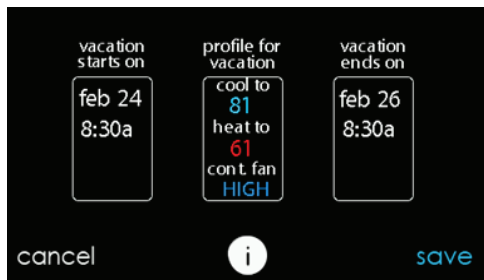 vacation
starts on
feb 24
8:30a
profile for
vacation
cool to
81
heat to
61
cont. fan
HIGH
vacation
ends on
feb 26
8:30a
cancel
i
save